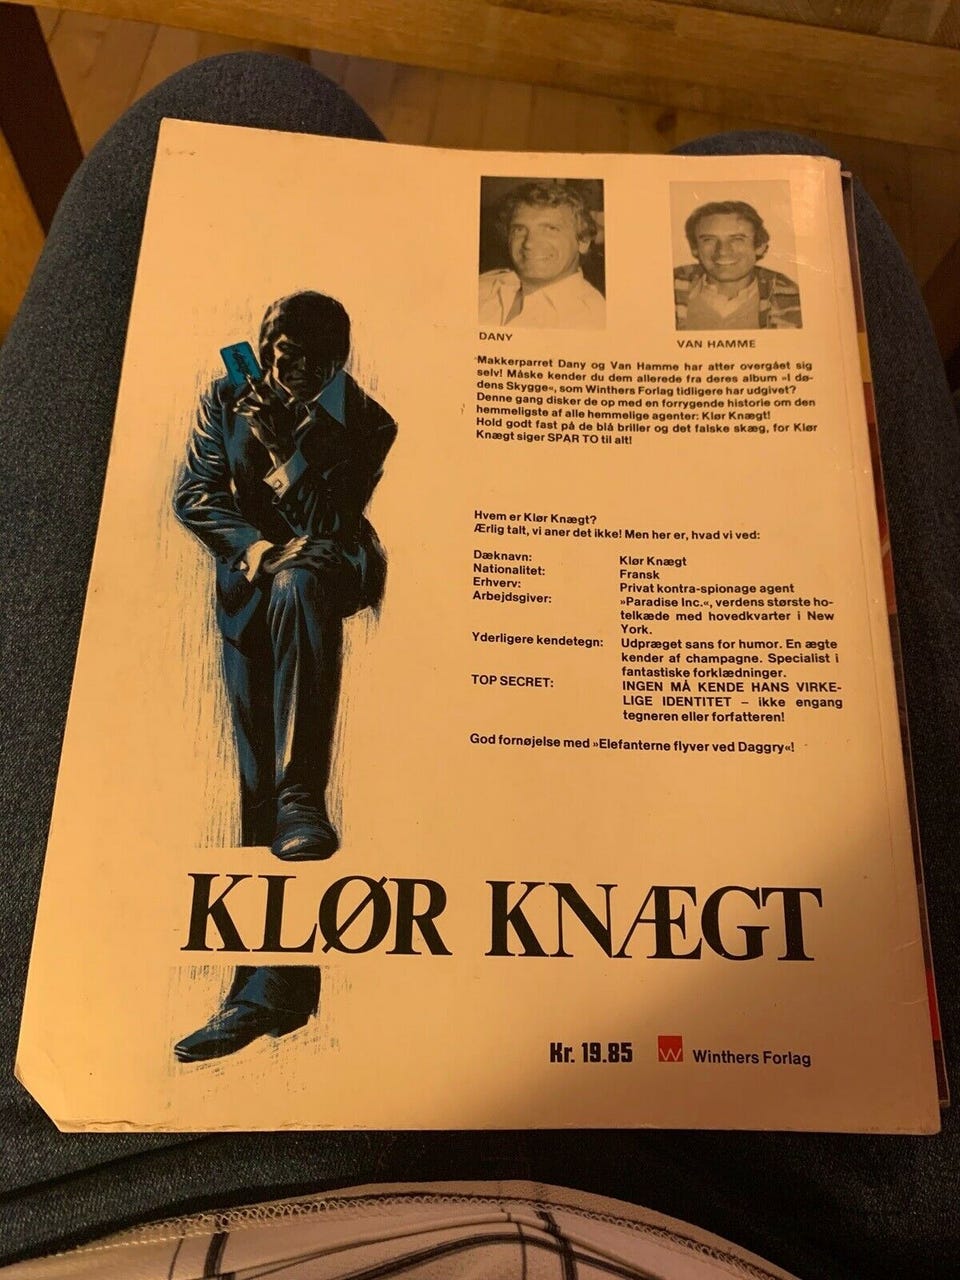 DANY
VAN HAMME
Makkerparret Dany og Van Hamme har atter overgået sig
selv! Måske kender du dem allerede fra deres album »I dø-
dens Skygge«, som Winthers Forlag tidligere har udgivet?
Denne gang disker de op med en forrygende historie om den
hemmeligste af alle hemmelige agenter: Klør Knægt!
Hold godt fast på de blå briller og det falske skæg, for Klør
Knægt siger SPAR TO til alt!
Hvem er Klør Knægt?
Ærlig talt, vi aner det ikke! Men her er, hvad vi ved:
Dæknavn: Klør Knægt
Nationalitet: Fransk
Erhverv: Privat kontra-spionage agent
Arbejdsgiver: »Paradise Inc.«, verdens største ho-
telkæde med hovedkvarter i New
York.
Yderligere kendetegn: Udpræget sans for humor. En ægte
kender af champagne. Specialist i
fantastiske forklædninger.
TOP SECRET: INGEN MÅ KENDE HANS VIRKE-
LIGE IDENTITET – ikke engang
tegneren eller forfatteren!
God fornøjelse med »Elefanterne flyver ved Daggry«!
KLØR KNÆGT
Kr. 19.85 W Winthers Forlag